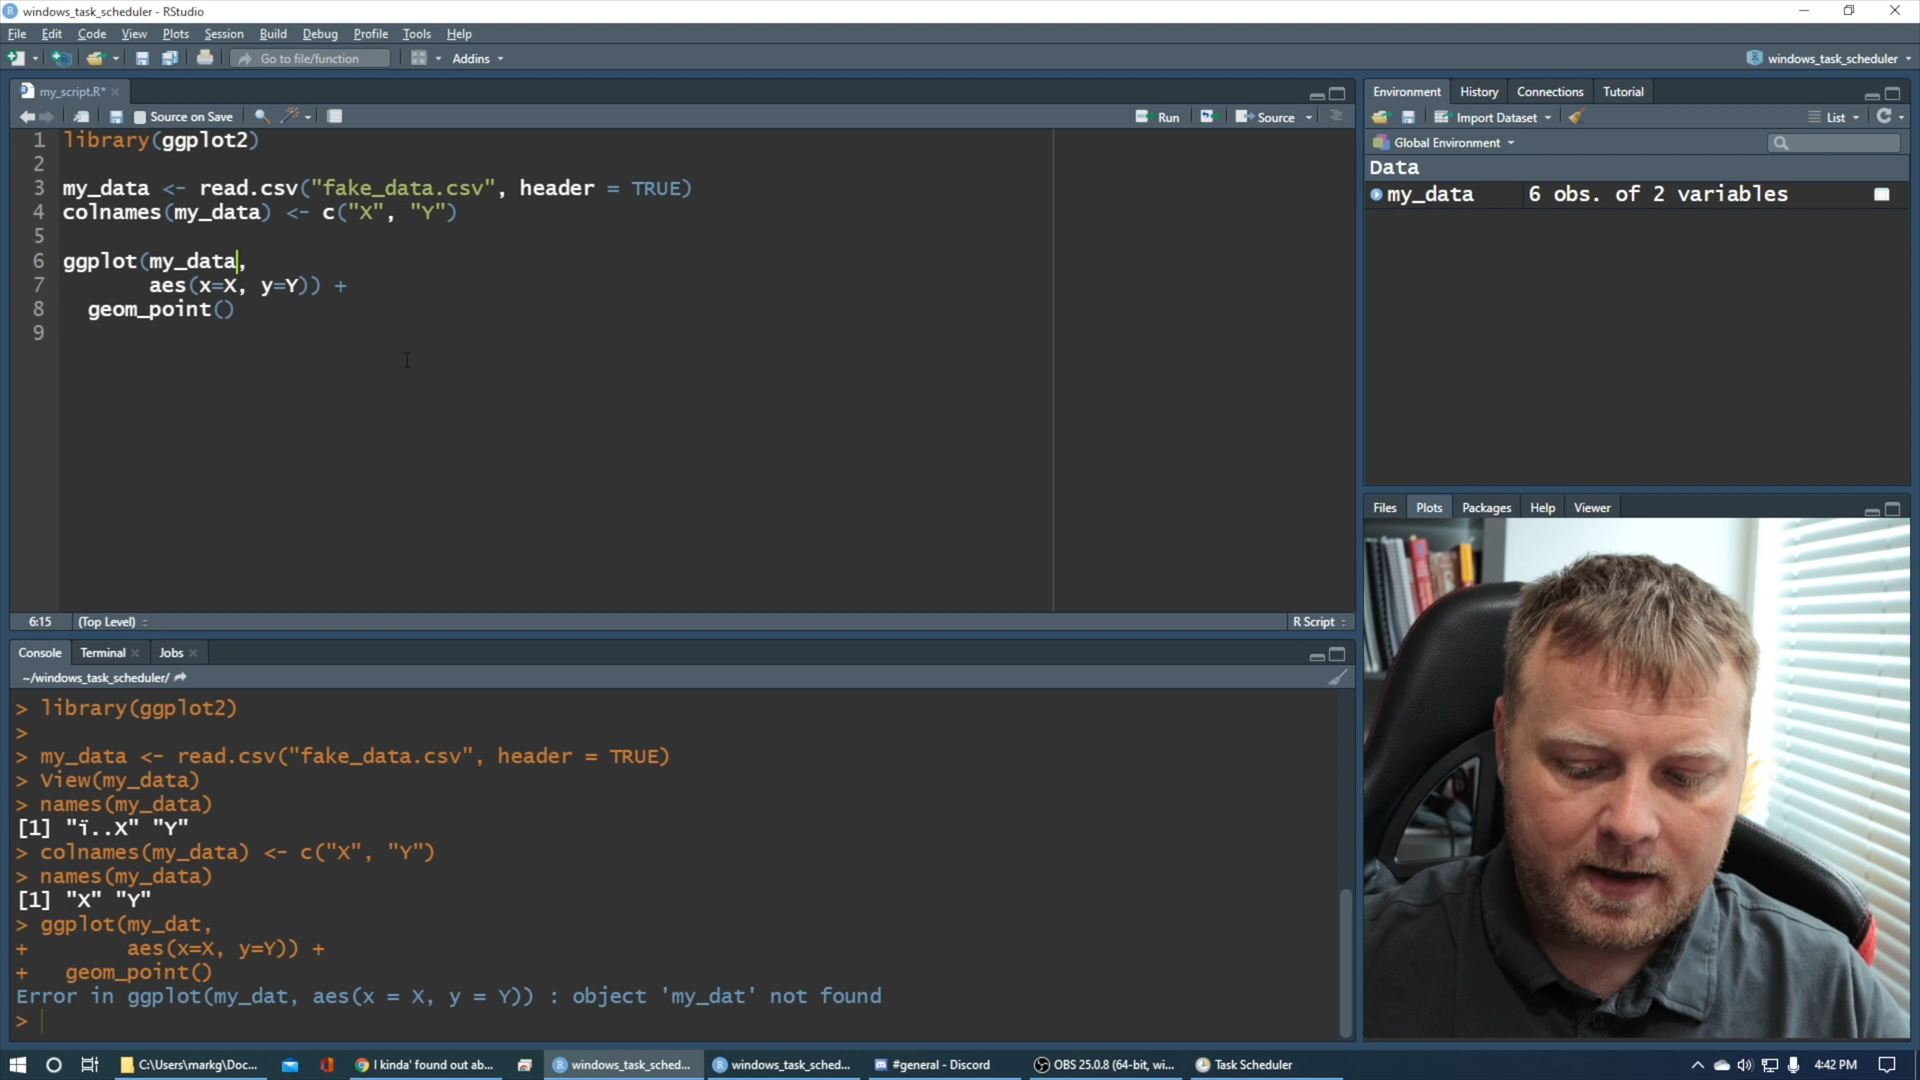 windows_task_scheduler - RStudio
File Edit Code View Plots Session Build Debug Profile Tools Help
Go to file/function Addins windows_task_scheduler
my_script.R*
Source on Save Run Source
1 library(ggplot2)
2
3 my_data <- read.csv("fake_data.csv", header = TRUE)
4 colnames(my_data) <- c("X", "Y")
5
6 ggplot(my_data,
7 aes(x=X, y=Y)) +
8 geom_point()
9
6:15 (Top Level) R Script
Console Terminal Jobs
~/windows_task_scheduler/
> library(ggplot2)
>
> my_data <- read.csv("fake_data.csv", header = TRUE)
> View(my_data)
> names(my_data)
[1] "ï..X" "Y"
> colnames(my_data) <- c("X", "Y")
> names(my_data)
[1] "X" "Y"
> ggplot(my_dat,
+ aes(x=X, y=Y)) +
+ geom_point()
Error in ggplot(my_dat, aes(x = X, y = Y)) : object 'my_dat' not found
>
Environment History Connections Tutorial
Import Dataset List
Global Environment
Data
my_data 6 obs. of 2 variables
Files Plots Packages Help Viewer
C:\Users\markg\Doc... I kinda' found out ab... windows_task_sched... windows_task_sched... #general - Discord OBS 25.0.8 (64-bit, wi... Task Scheduler 4:42 PM